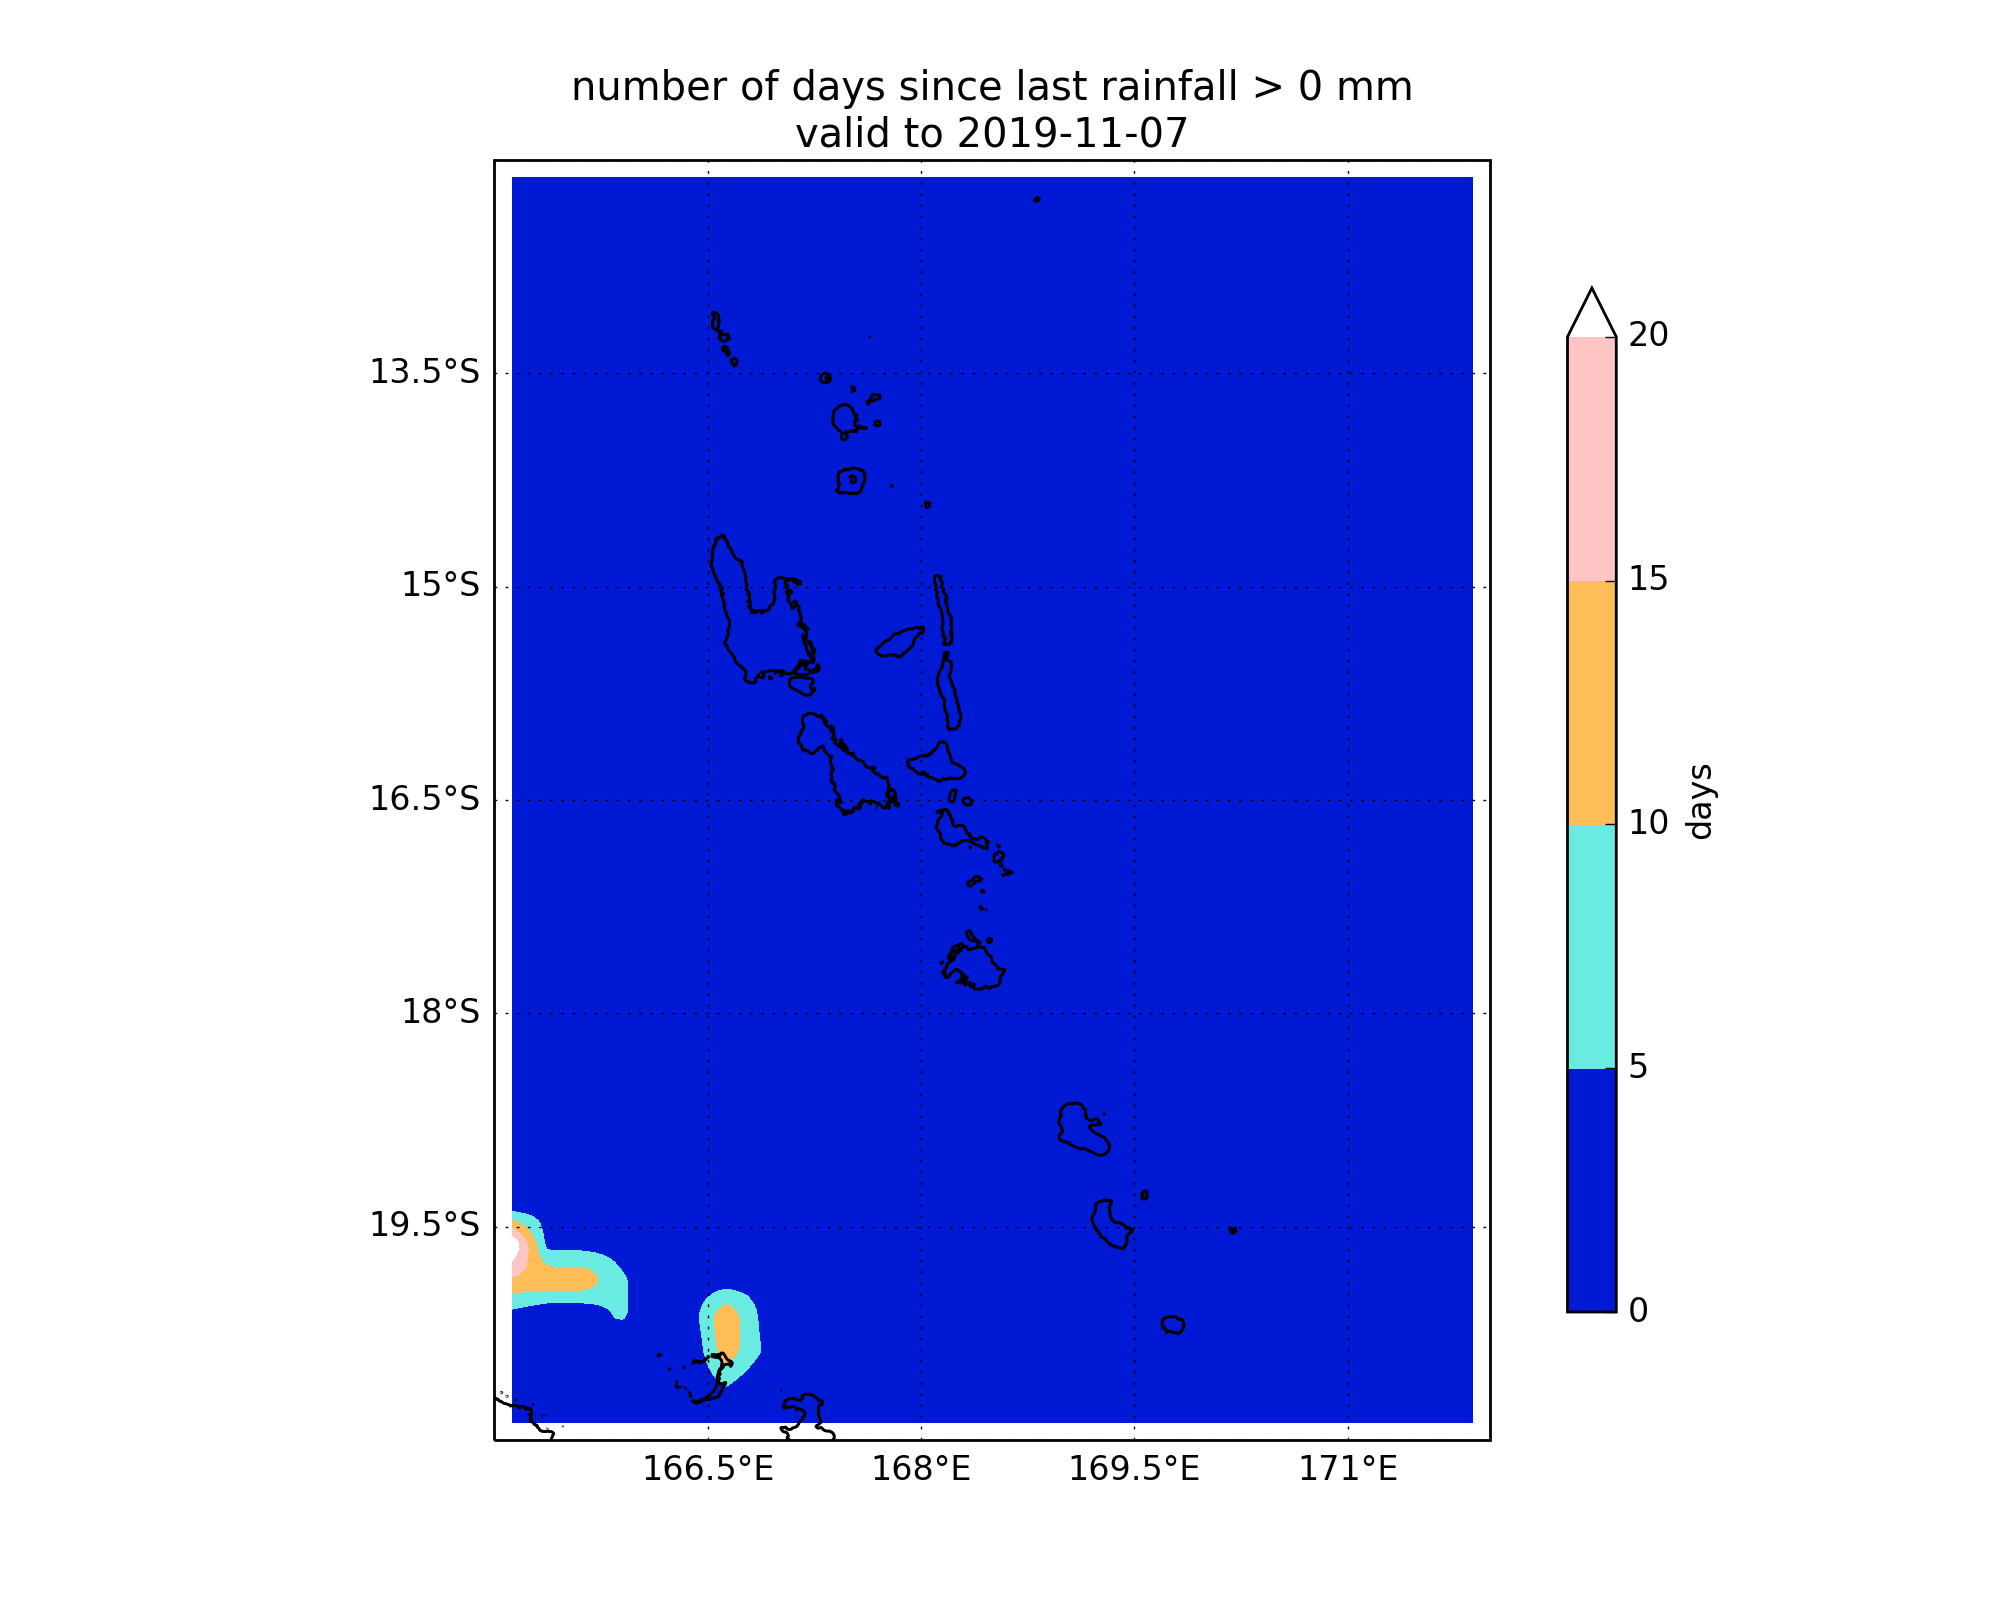 number of days since last rainfall > 0 mm
valid to 2019-11-07
13.5°S
15°S
16.5°S
18°S
19.5°S
166.5°E
168°E
169.5°E
171°E
20
15
10
5
0
days